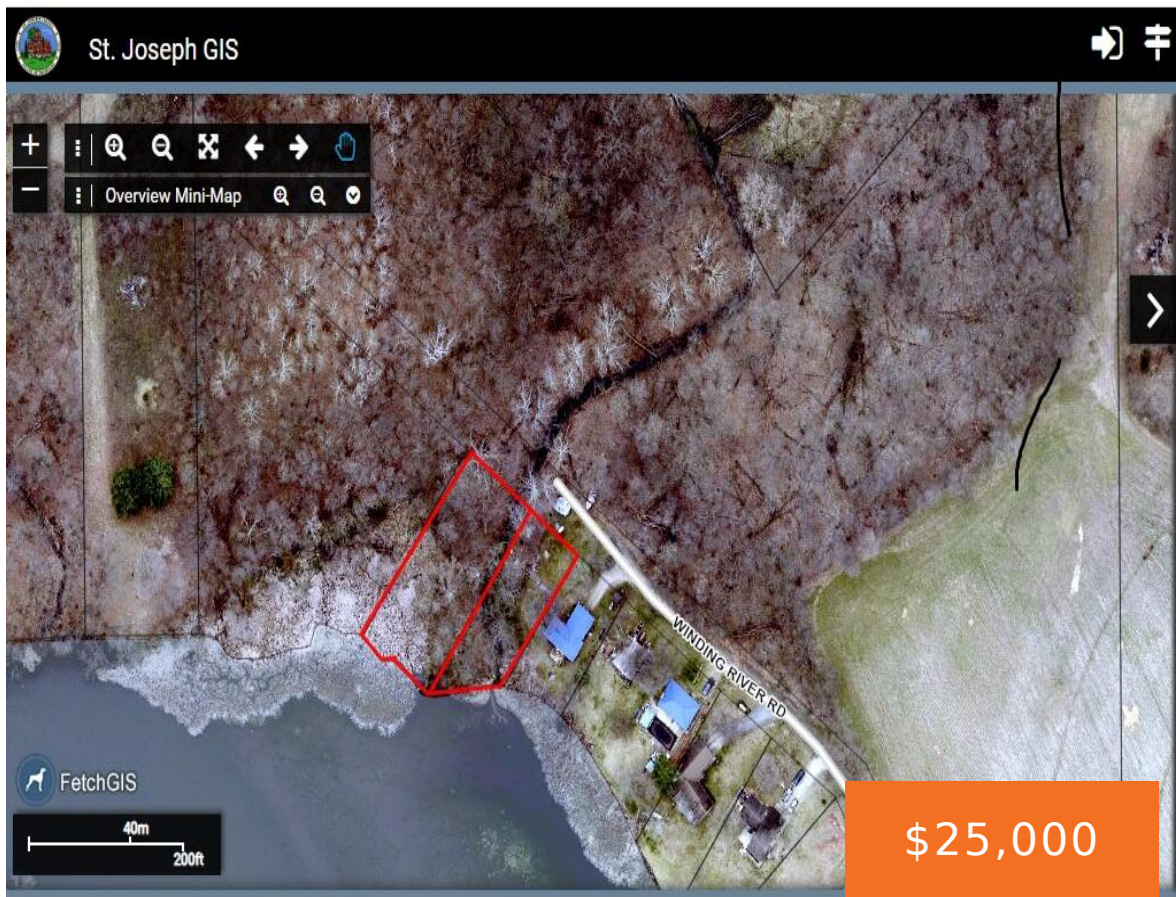 St. Joseph GIS
Overview Mini-Map
WINDING RIVER RD
FetchGIS
40m
200ft
$25,000